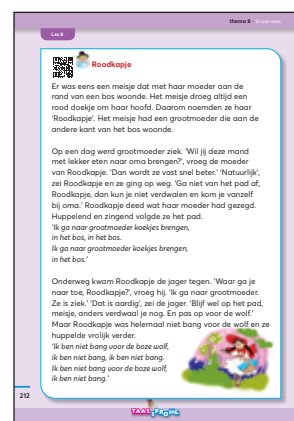 thema 8 - Er was eens
Les 8
Roodkapje
Er was eens een meisje dat met haar moeder aan de
rand van een bos woonde. Het meisje droeg altijd een
rood doekje om haar hoofd. Daarom noemden ze haar
'Roodkapje'. Het meisje had een grootmoeder die aan de
andere kant van het bos woonde.
Op een dag werd grootmoeder ziek. 'Wil jij deze mand
met lekker eten naar oma brengen?', vroeg de moeder
van Roodkapje. 'Dan wordt ze vast snel beter.' 'Natuurlijk',
zei Roodkapje en ze ging op weg. 'Ga niet van het pad af,
Roodkapje, dan kun je niet verdwalen en kom je vanzelf
bij oma.' Roodkapje deed wat haar moeder had gezegd.
Huppelend en zingend volgde ze het pad.
'Ik ga naar grootmoeder koekjes brengen,
in het bos, in het bos.
Ik ga naar grootmoeder koekjes brengen,
in het bos.'
Onderweg kwam Roodkapje de jager tegen. 'Waar ga je
naar toe, Roodkapje?', vroeg hij. 'Ik ga naar grootmoeder.
Ze is ziek.' 'Dat is aardig', zei de jager. 'Blijf wel op het pad,
meisje, anders verdwaal je nog. En pas op voor de wolf.'
Maar Roodkapje was helemaal niet bang voor de wolf en ze
huppelde vrolijk verder.
'Ik ben niet bang voor de boze wolf,
ik ben niet bang, ik ben niet bang.
Ik ben niet bang voor de boze wolf,
ik ben niet bang.'
212
TAALSPRONG